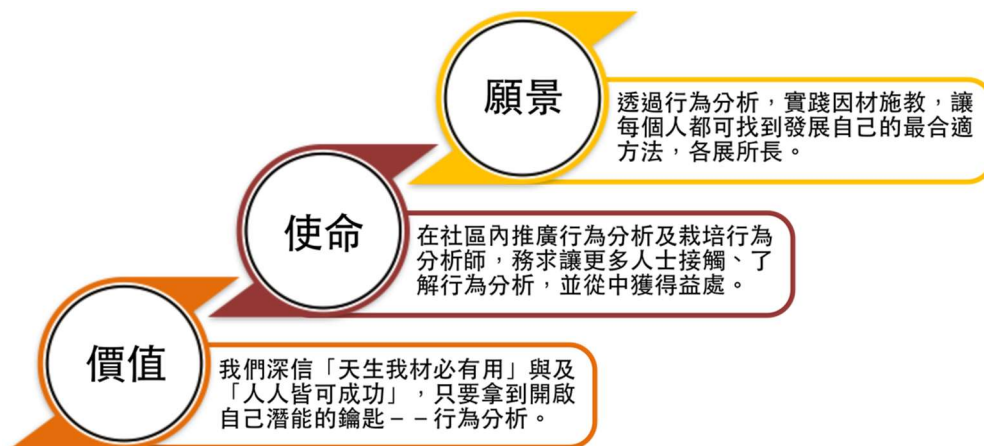 願景
透過行為分析，實踐因材施教，讓
每個人都可找到發展自己的最合適
方法，各展所長。
使命
在社區內推廣行為分析及栽培行為
分析師，務求讓更多人士接觸、了
解行為分析，並從中獲得益處。
價值
我們深信「天生我材必有用」與及
「人人皆可成功」，只要拿到開啟
自己潛能的鑰匙－－行為分析。